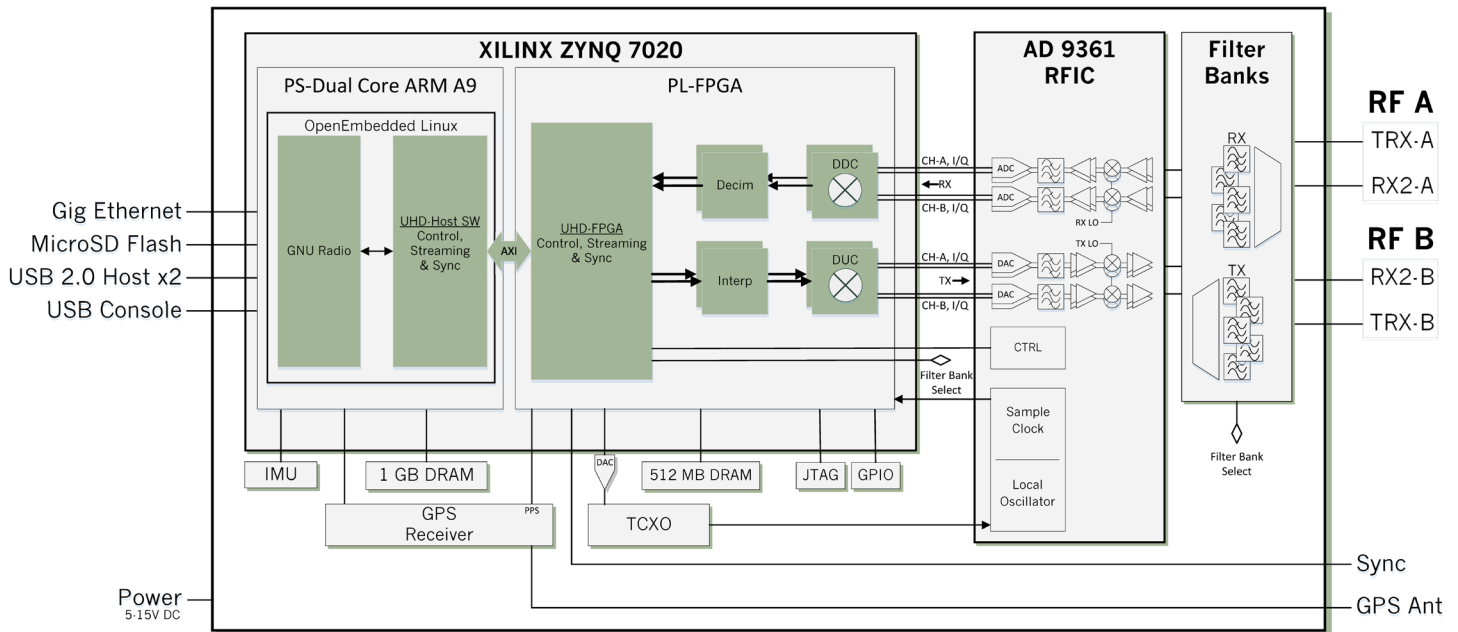 XILINX ZYNQ 7020
PS-Dual Core ARM A9
OpenEmbedded Linux
GNU Radio
UHD-Host SW
Control,
Streaming
& Sync
AXI
PL-FPGA
UHD-FPGA
Control, Streaming
& Sync
Decim
DDC
Interp
DUC
CH-A, I/Q
RX
CH-B, I/Q
CH-A, I/Q
TX
CH-B, I/Q
Filter Bank
Select
AD 9361
RFIC
ADC
ADC
RX LO
TX LO
DAC
DAC
CTRL
Sample
Clock
Local
Oscillator
Filter
Banks
RX
TX
Filter Bank
Select
RF A
TRX-A
RX2-A
RF B
RX2-B
TRX-B
Gig Ethernet
MicroSD Flash
USB 2.0 Host x2
USB Console
IMU
1 GB DRAM
DAC
512 MB DRAM
JTAG
GPIO
GPS
Receiver
PPS
TCXO
Sync
GPS Ant
Power
5-15V DC